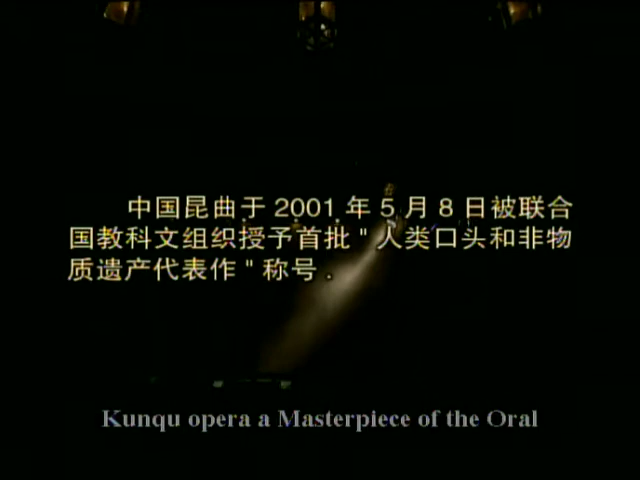 中国昆曲于 2001 年 5 月 8 日被联合
国教科文组织授予首批 " 人类口头和非物
质遗产代表作 " 称号 .
Kunqu opera a Masterpiece of the Oral